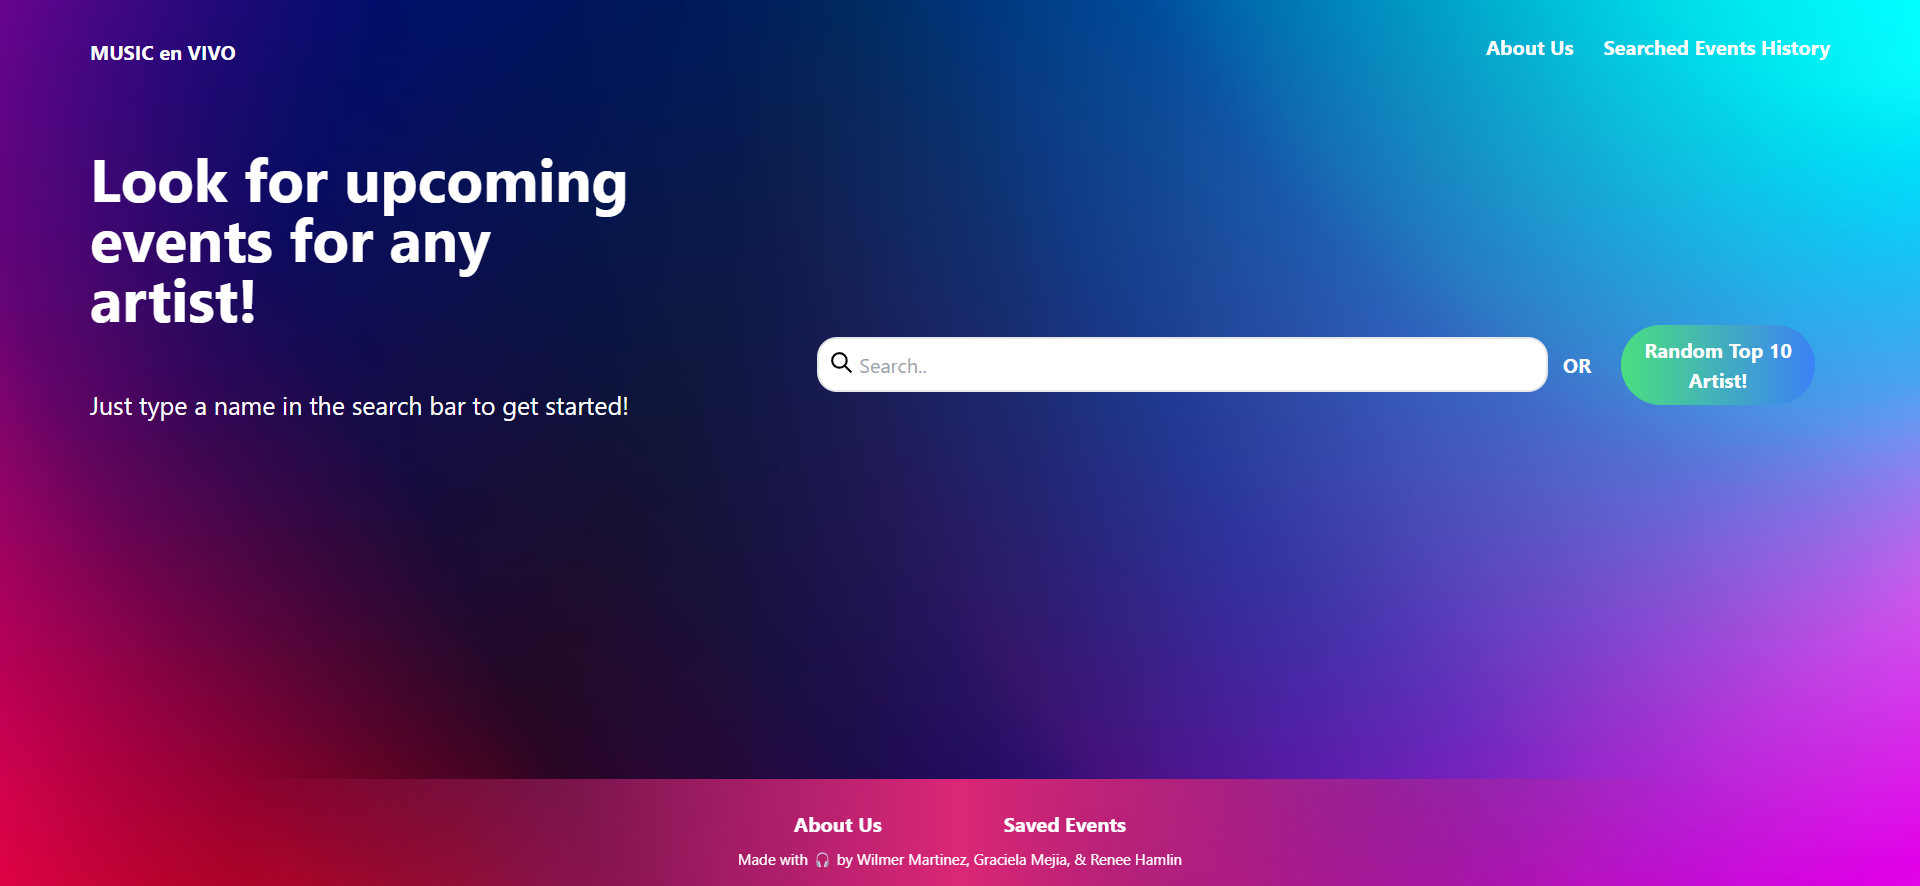 MUSIC en VIVO
About Us
Searched Events History
Look for upcoming
events for any
artist!
Just type a name in the search bar to get started!
Search..
OR
Random Top 10
Artist!
About Us
Saved Events
Made with 🎧 by Wilmer Martinez, Graciela Mejia, & Renee Hamlin